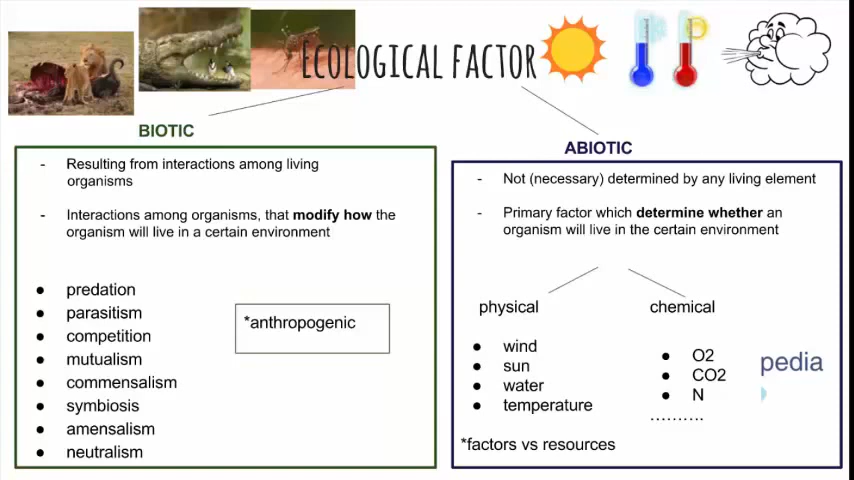 ECOLOGICAL FACTOR
BIOTIC
- Resulting from interactions among living
organisms
- Interactions among organisms, that modify how the
organism will live in a certain environment
● predation
● parasitism
● competition
● mutualism
● commensalism
● symbiosis
● amensalism
● neutralism
*anthropogenic
ABIOTIC
- Not (necessary) determined by any living element
- Primary factor which determine whether an
organism will live in the certain environment
physical
● wind
● sun
● water
● temperature
chemical
● O2
● CO2
● N
..........
*factors vs resources
pedia